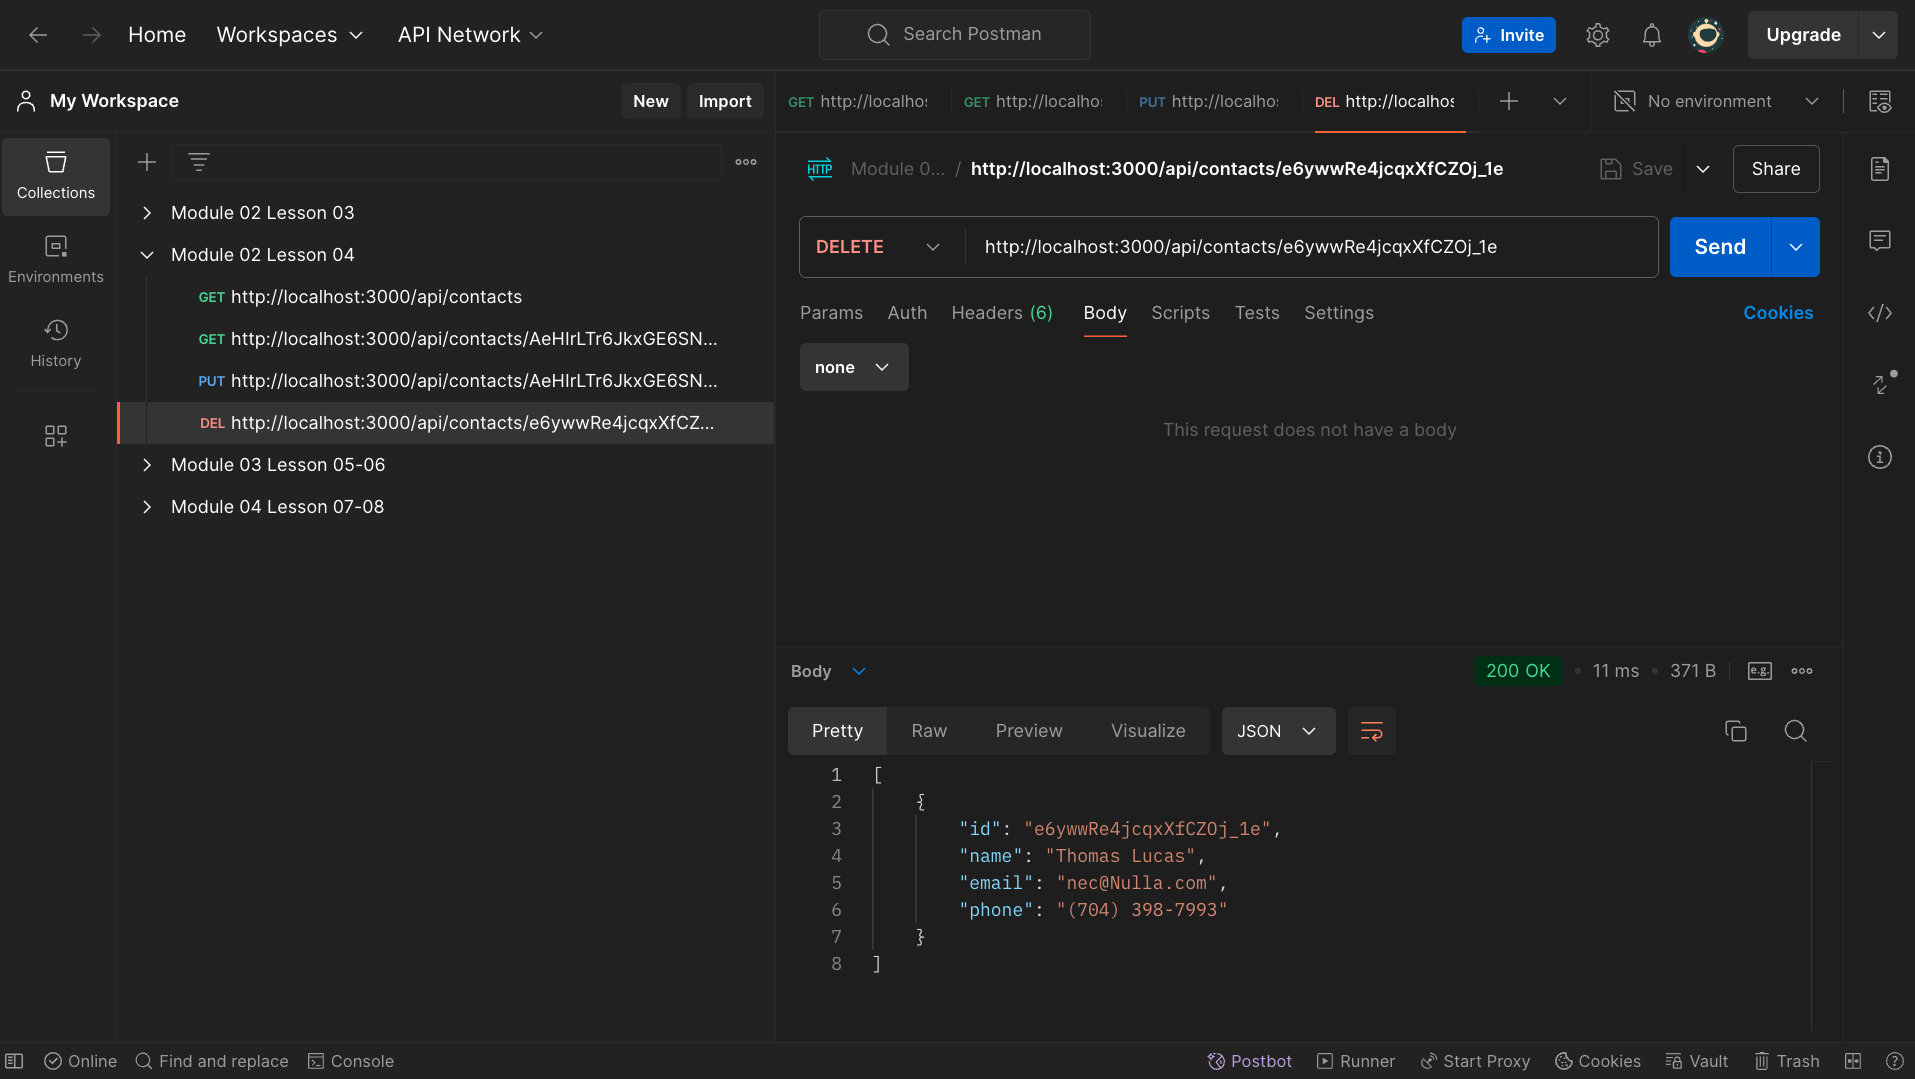 Home
Workspaces
API Network
Search Postman
Invite
Upgrade
My Workspace
New
Import
GET http://localhos
GET http://localho
PUT http://localho
DEL http://localhos
No environment
Collections
Environments
History
Module 02 Lesson 03
Module 02 Lesson 04
GET http://localhost:3000/api/contacts
GET http://localhost:3000/api/contacts/AeHIrLTr6JkxGE6SN...
PUT http://localhost:3000/api/contacts/AeHIrLTr6JkxGE6SN...
DEL http://localhost:3000/api/contacts/e6ywwRe4jcqxXfCZ...
Module 03 Lesson 05-06
Module 04 Lesson 07-08
HTTP
Module 0... / http://localhost:3000/api/contacts/e6ywwRe4jcqxXfCZOj_1e
Save
Share
DELETE
http://localhost:3000/api/contacts/e6ywwRe4jcqxXfCZOj_1e
Send
Params
Auth
Headers (6)
Body
Scripts
Tests
Settings
Cookies
none
This request does not have a body
Body
200 OK • 11 ms • 371 B
e.g.
Pretty
Raw
Preview
Visualize
JSON
1 [
2 {
3 "id": "e6ywwRe4jcqxXfCZOj_1e",
4 "name": "Thomas Lucas",
5 "email": "nec@Nulla.com",
6 "phone": "(704) 398-7993"
7 }
8 ]
Online
Find and replace
Console
Postbot
Runner
Start Proxy
Cookies
Vault
Trash